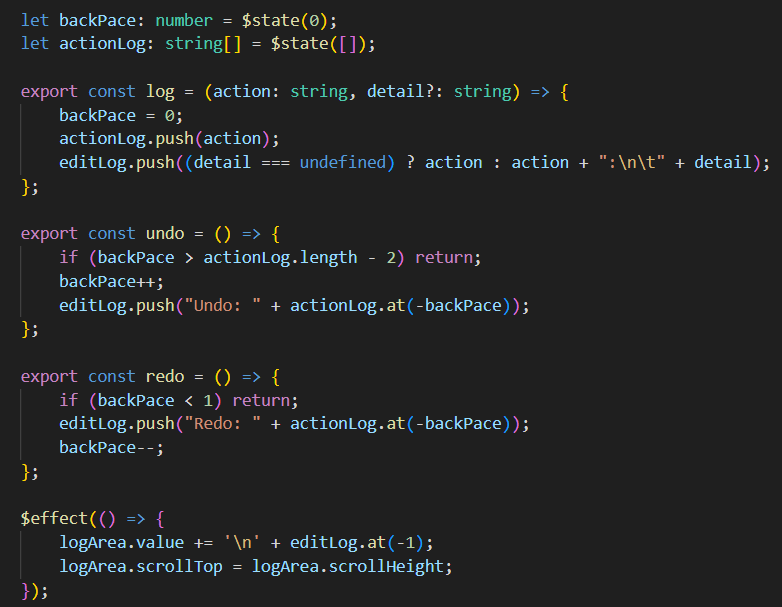 let backPace: number = $state(0);
let actionLog: string[] = $state([]);

export const log = (action: string, detail?: string) => {
    backPace = 0;
    actionLog.push(action);
    editLog.push((detail === undefined) ? action : action + ":\n\t" + detail);
};

export const undo = () => {
    if (backPace > actionLog.length - 2) return;
    backPace++;
    editLog.push("Undo: " + actionLog.at(-backPace));
};

export const redo = () => {
    if (backPace < 1) return;
    editLog.push("Redo: " + actionLog.at(-backPace));
    backPace--;
};

$effect(() => {
    logArea.value += '\n' + editLog.at(-1);
    logArea.scrollTop = logArea.scrollHeight;
});